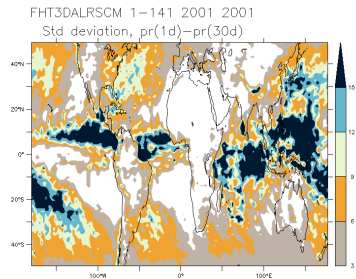 FHT3DALRSCM 1-141 2001 2001
Std deviation, pr(1d)-pr(30d)
40°N
20°N
0°
20°S
40°S
100°W
0°
100°E
15
12
9
6
3